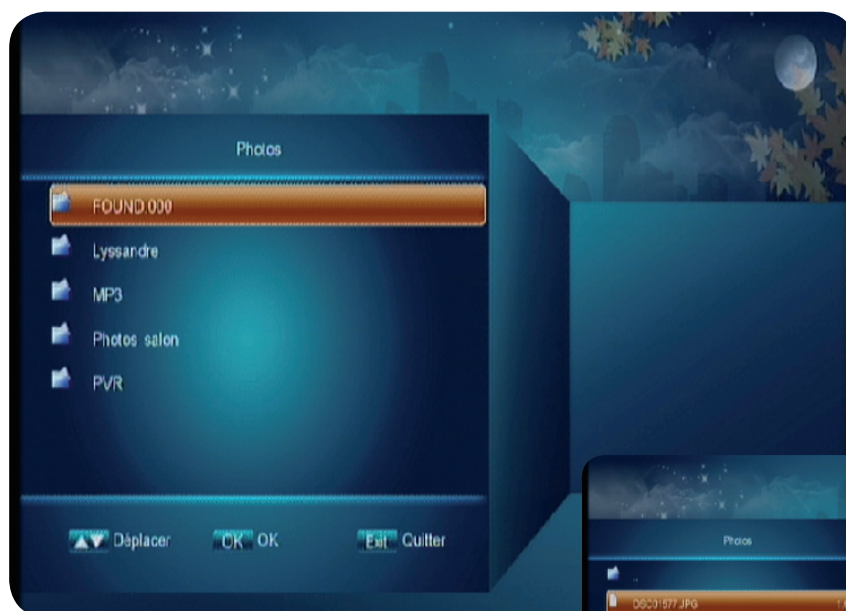 Photos
FOUND.000
Lyssandre
MP3
Photos salon
PVR
Déplacer OK OK Exit Quitter
Photos
..
DSC01577.JPG